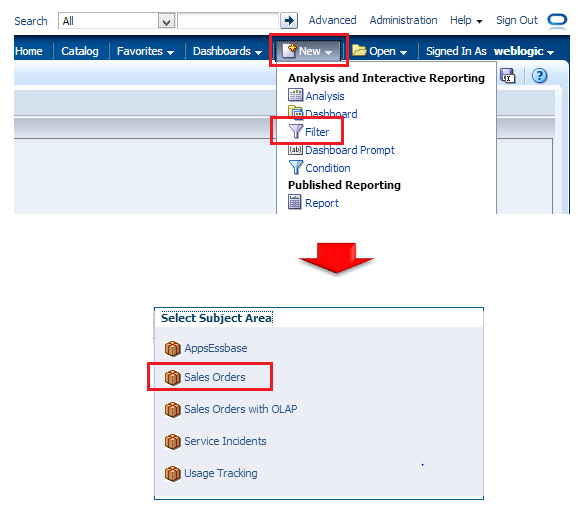 Search All Advanced Administration Help Sign Out
Home Catalog Favorites Dashboards New Open Signed In As weblogic
Analysis and Interactive Reporting
Analysis
Dashboard
Filter
(ab) Dashboard Prompt
Condition
Published Reporting
Report
Select Subject Area
AppsEssbase
Sales Orders
Sales Orders with OLAP
Service Incidents
Usage Tracking